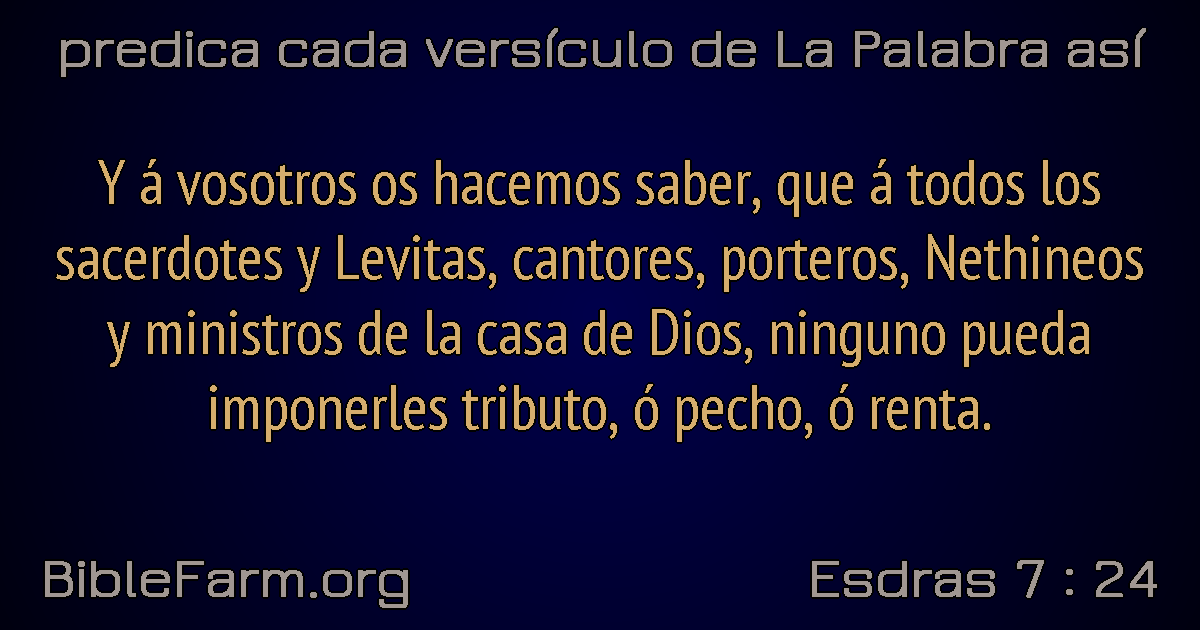 predica cada versículo de La Palabra así
Y á vosotros os hacemos saber, que á todos los
sacerdotes y Levitas, cantores, porteros, Nethineos
y ministros de la casa de Dios, ninguno pueda
imponerles tributo, ó pecho, ó renta.
BibleFarm.org
Esdras 7 : 24